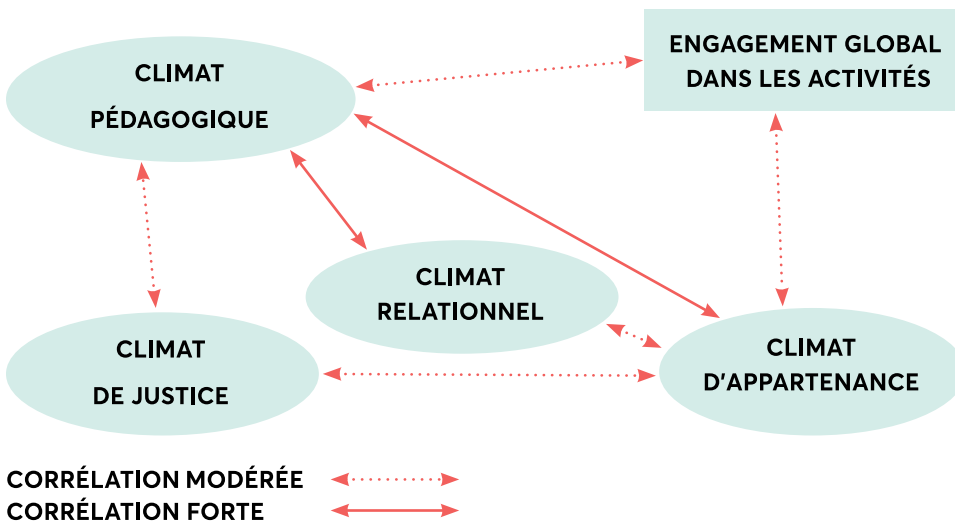 CLIMAT
PÉDAGOGIQUE
ENGAGEMENT GLOBAL
DANS LES ACTIVITÉS
CLIMAT
RELATIONNEL
CLIMAT
DE JUSTICE
CLIMAT
D'APPARTENANCE
CORRÉLATION MODÉRÉE
CORRÉLATION FORTE